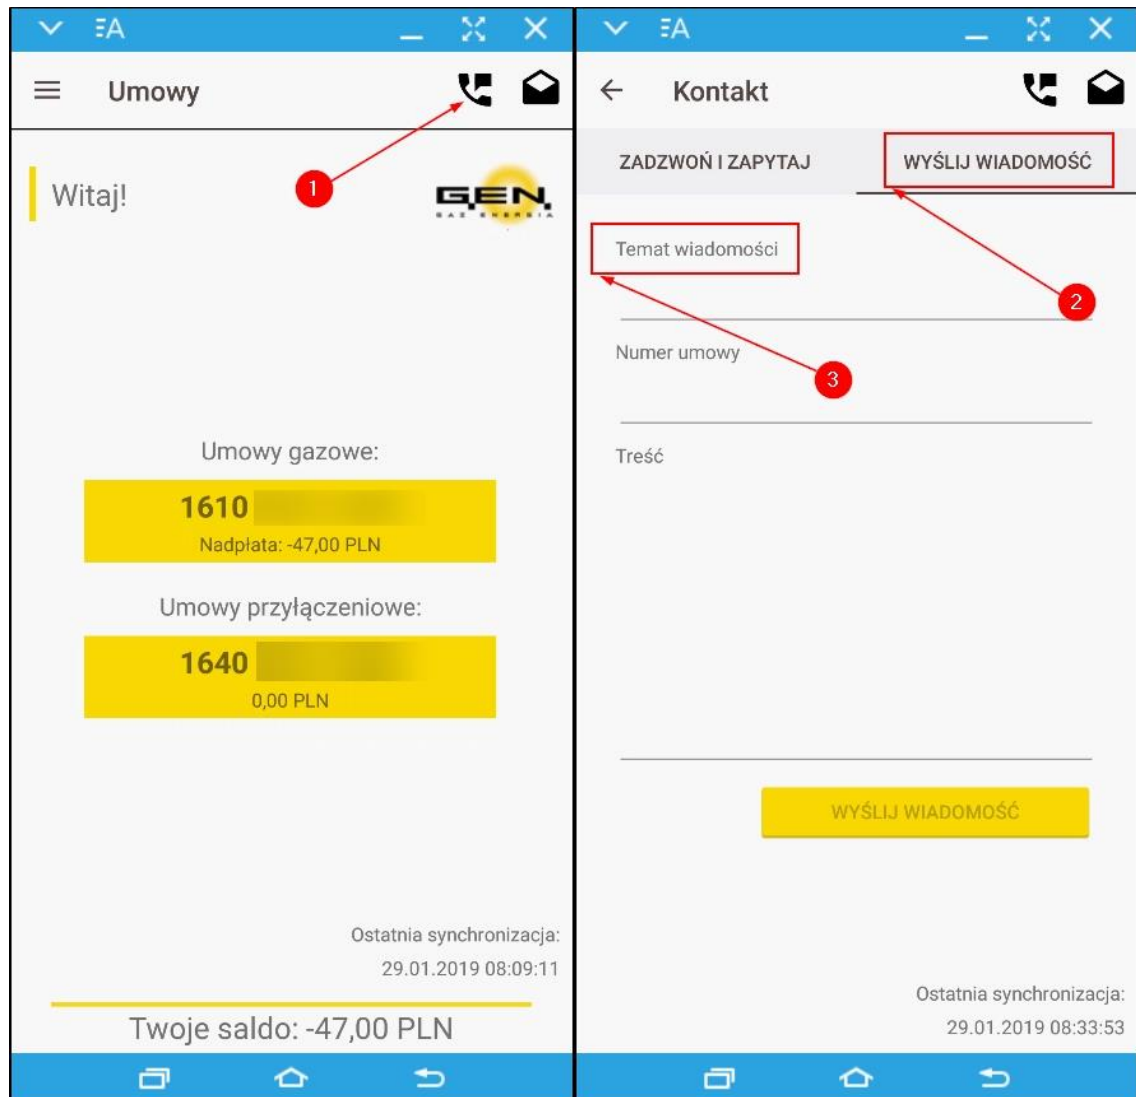 ΞA
Umowy
1
Witaj!
G.E.N.
GAZ ENERGIA
Umowy gazowe:
1610
Nadpłata: -47,00 PLN
Umowy przyłączeniowe:
1640
0,00 PLN
Ostatnia synchronizacja:
29.01.2019 08:09:11
Twoje saldo: -47,00 PLN
ΞA
Kontakt
ZADZWOŃ I ZAPYTAJ
WYŚLIJ WIADOMOŚĆ
Temat wiadomości
2
Numer umowy
3
Treść
WYŚLIJ WIADOMOŚĆ
Ostatnia synchronizacja:
29.01.2019 08:33:53